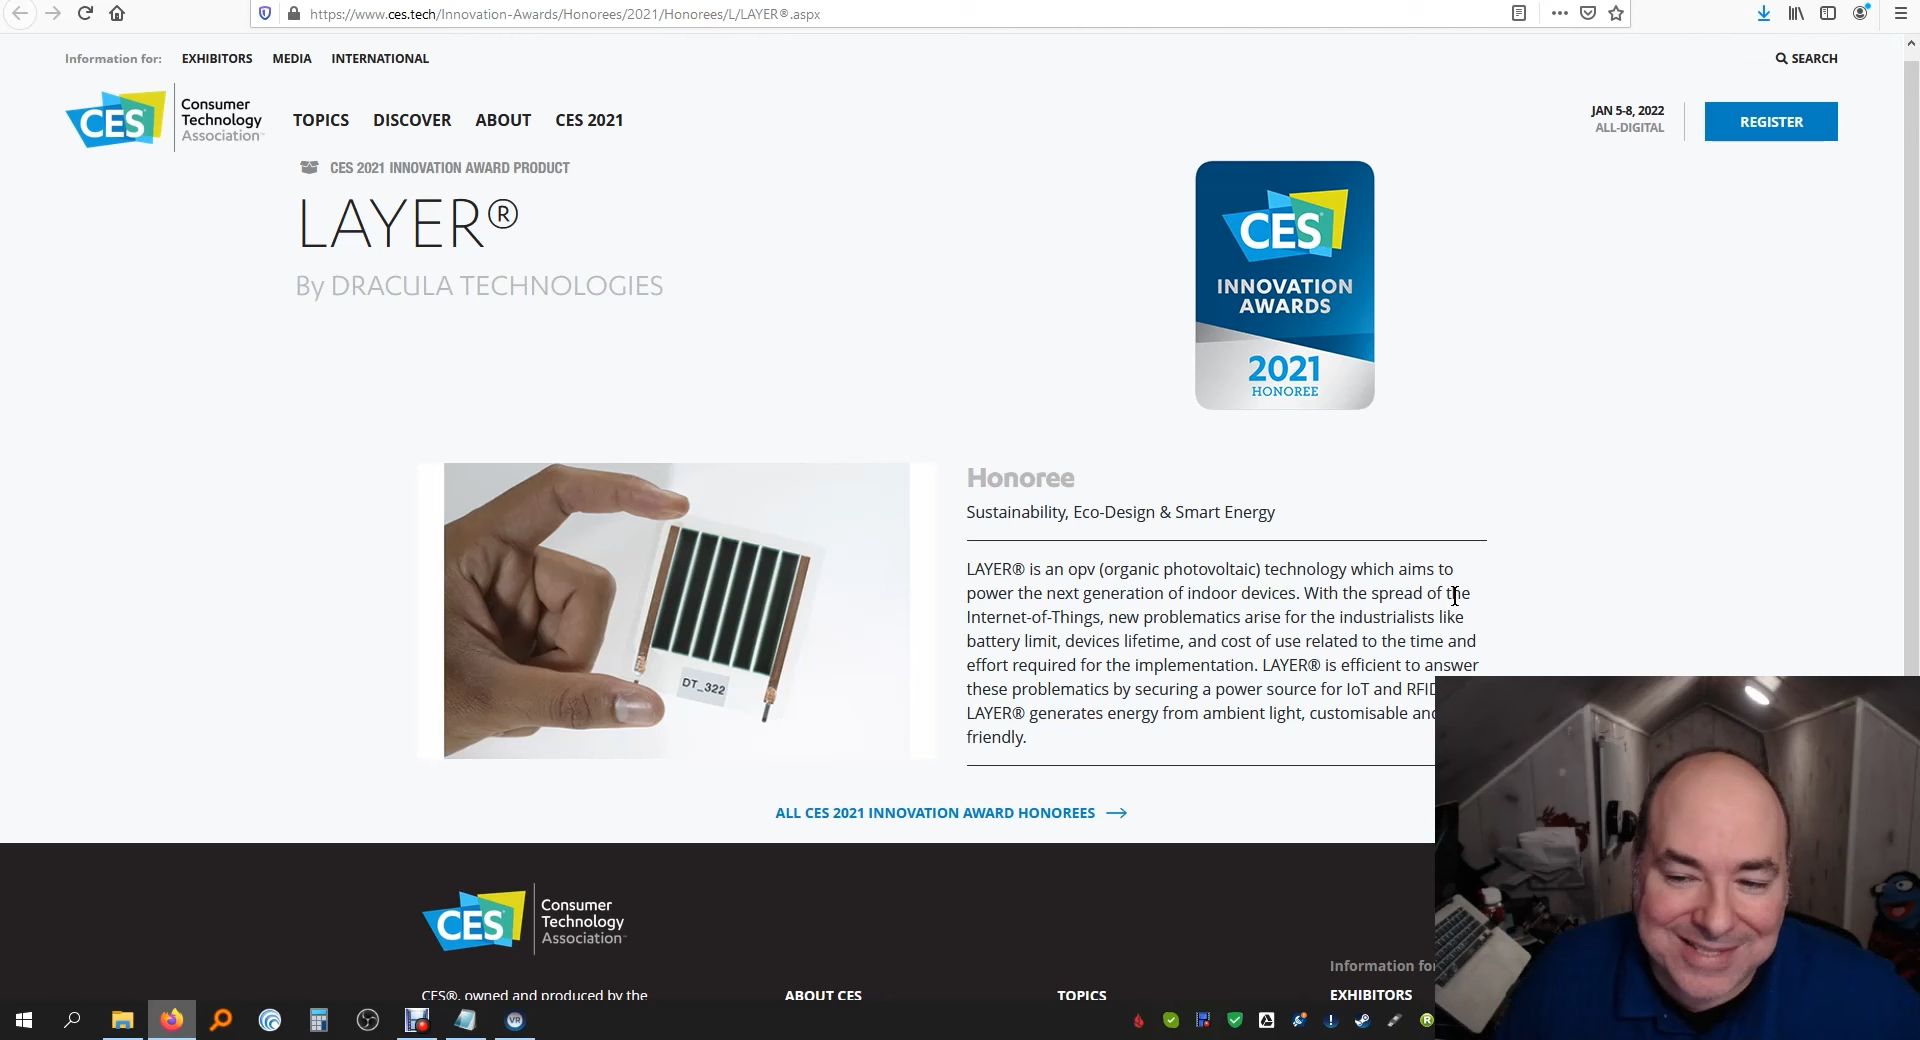 https://www.ces.tech/Innovation-Awards/Honorees/2021/Honorees/L/LAYER®.aspx
Information for: EXHIBITORS MEDIA INTERNATIONAL
SEARCH
CES Consumer
Technology
Association™
TOPICS DISCOVER ABOUT CES 2021
JAN 5-8, 2022
ALL-DIGITAL
REGISTER
CES 2021 INNOVATION AWARD PRODUCT
LAYER®
By DRACULA TECHNOLOGIES
CES®
INNOVATION
AWARDS
2021
HONOREE
DT_322
Honoree
Sustainability, Eco-Design & Smart Energy
LAYER® is an opv (organic photovoltaic) technology which aims to
power the next generation of indoor devices. With the spread of the
Internet-of-Things, new problematics arise for the industrialists like
battery limit, devices lifetime, and cost of use related to the time and
effort required for the implementation. LAYER® is efficient to answer
these problematics by securing a power source for IoT and RFID
LAYER® generates energy from ambient light, customisable and
friendly.
ALL CES 2021 INNOVATION AWARD HONOREES
CES Consumer
Technology
Association™
CES®, owned and produced by the
ABOUT CES
TOPICS
Information for
EXHIBITORS
VR
R